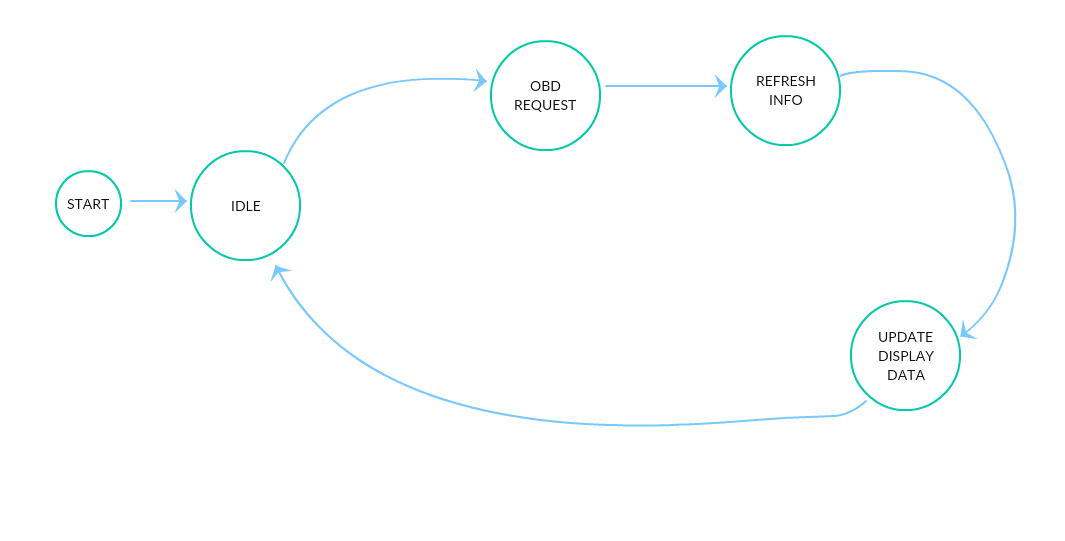 START
IDLE
OBD
REQUEST
REFRESH
INFO
UPDATE
DISPLAY
DATA